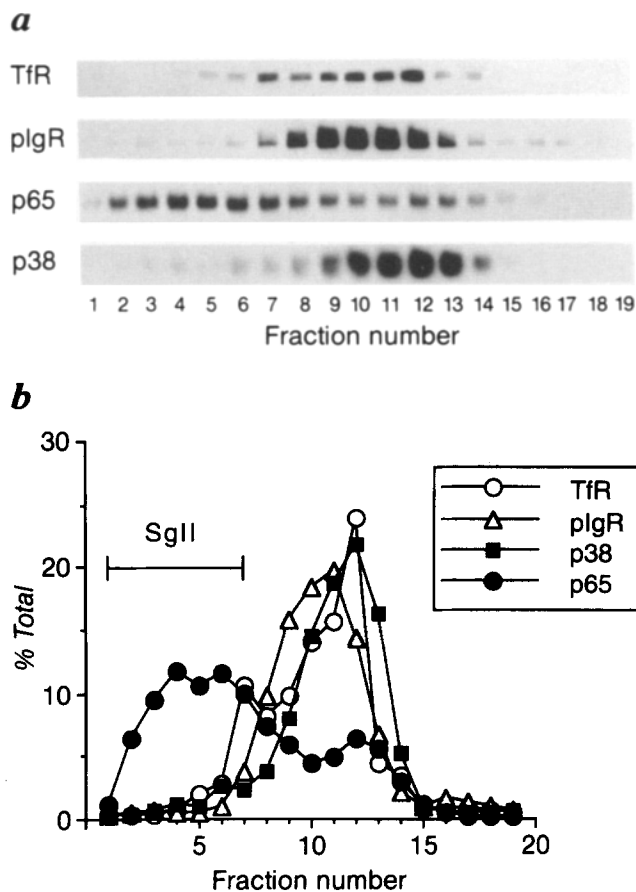 a
TfR
pIgR
p65
p38
1 2 3 4 5 6 7 8 9 10 11 12 13 14 15 16 17 18 19
Fraction number
b
30
20
10
0
% Total
SgII
TfR
pIgR
p38
p65
5 10 15 20
Fraction number